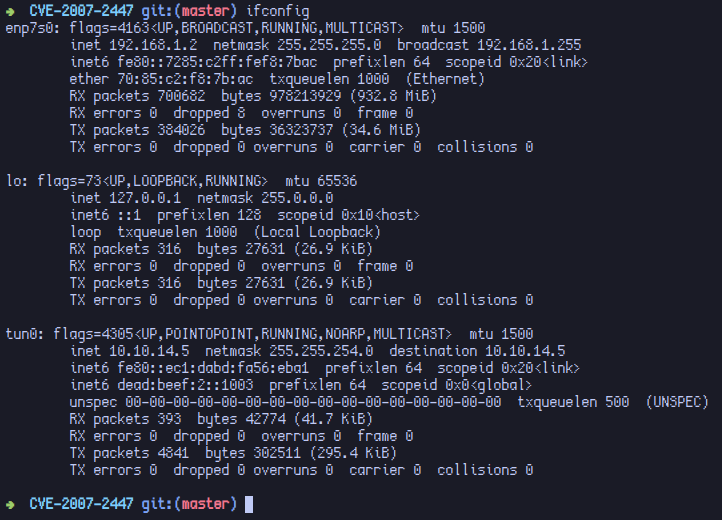 ➜ CVE-2007-2447 git:(master) ifconfig
enp7s0: flags=4163<UP,BROADCAST,RUNNING,MULTICAST>  mtu 1500
        inet 192.168.1.2  netmask 255.255.255.0  broadcast 192.168.1.255
        inet6 fe80::7285:c2ff:fef8:7bac  prefixlen 64  scopeid 0x20<link>
        ether 70:85:c2:f8:7b:ac  txqueuelen 1000  (Ethernet)
        RX packets 700682  bytes 978213929 (932.8 MiB)
        RX errors 0  dropped 8  overruns 0  frame 0
        TX packets 384026  bytes 36323737 (34.6 MiB)
        TX errors 0  dropped 0 overruns 0  carrier 0  collisions 0

lo: flags=73<UP,LOOPBACK,RUNNING>  mtu 65536
        inet 127.0.0.1  netmask 255.0.0.0
        inet6 ::1  prefixlen 128  scopeid 0x10<host>
        loop  txqueuelen 1000  (Local Loopback)
        RX packets 316  bytes 27631 (26.9 KiB)
        RX errors 0  dropped 0  overruns 0  frame 0
        TX packets 316  bytes 27631 (26.9 KiB)
        TX errors 0  dropped 0 overruns 0  carrier 0  collisions 0

tun0: flags=4305<UP,POINTOPOINT,RUNNING,NOARP,MULTICAST>  mtu 1500
        inet 10.10.14.5  netmask 255.255.254.0  destination 10.10.14.5
        inet6 fe80::ec1:dabd:fa56:eba1  prefixlen 64  scopeid 0x20<link>
        inet6 dead:beef:2::1003  prefixlen 64  scopeid 0x0<global>
        unspec 00-00-00-00-00-00-00-00-00-00-00-00-00-00-00-00  txqueuelen 500  (UNSPEC)
        RX packets 393  bytes 42774 (41.7 KiB)
        RX errors 0  dropped 0  overruns 0  frame 0
        TX packets 4841  bytes 302511 (295.4 KiB)
        TX errors 0  dropped 0 overruns 0  carrier 0  collisions 0

➜ CVE-2007-2447 git:(master)